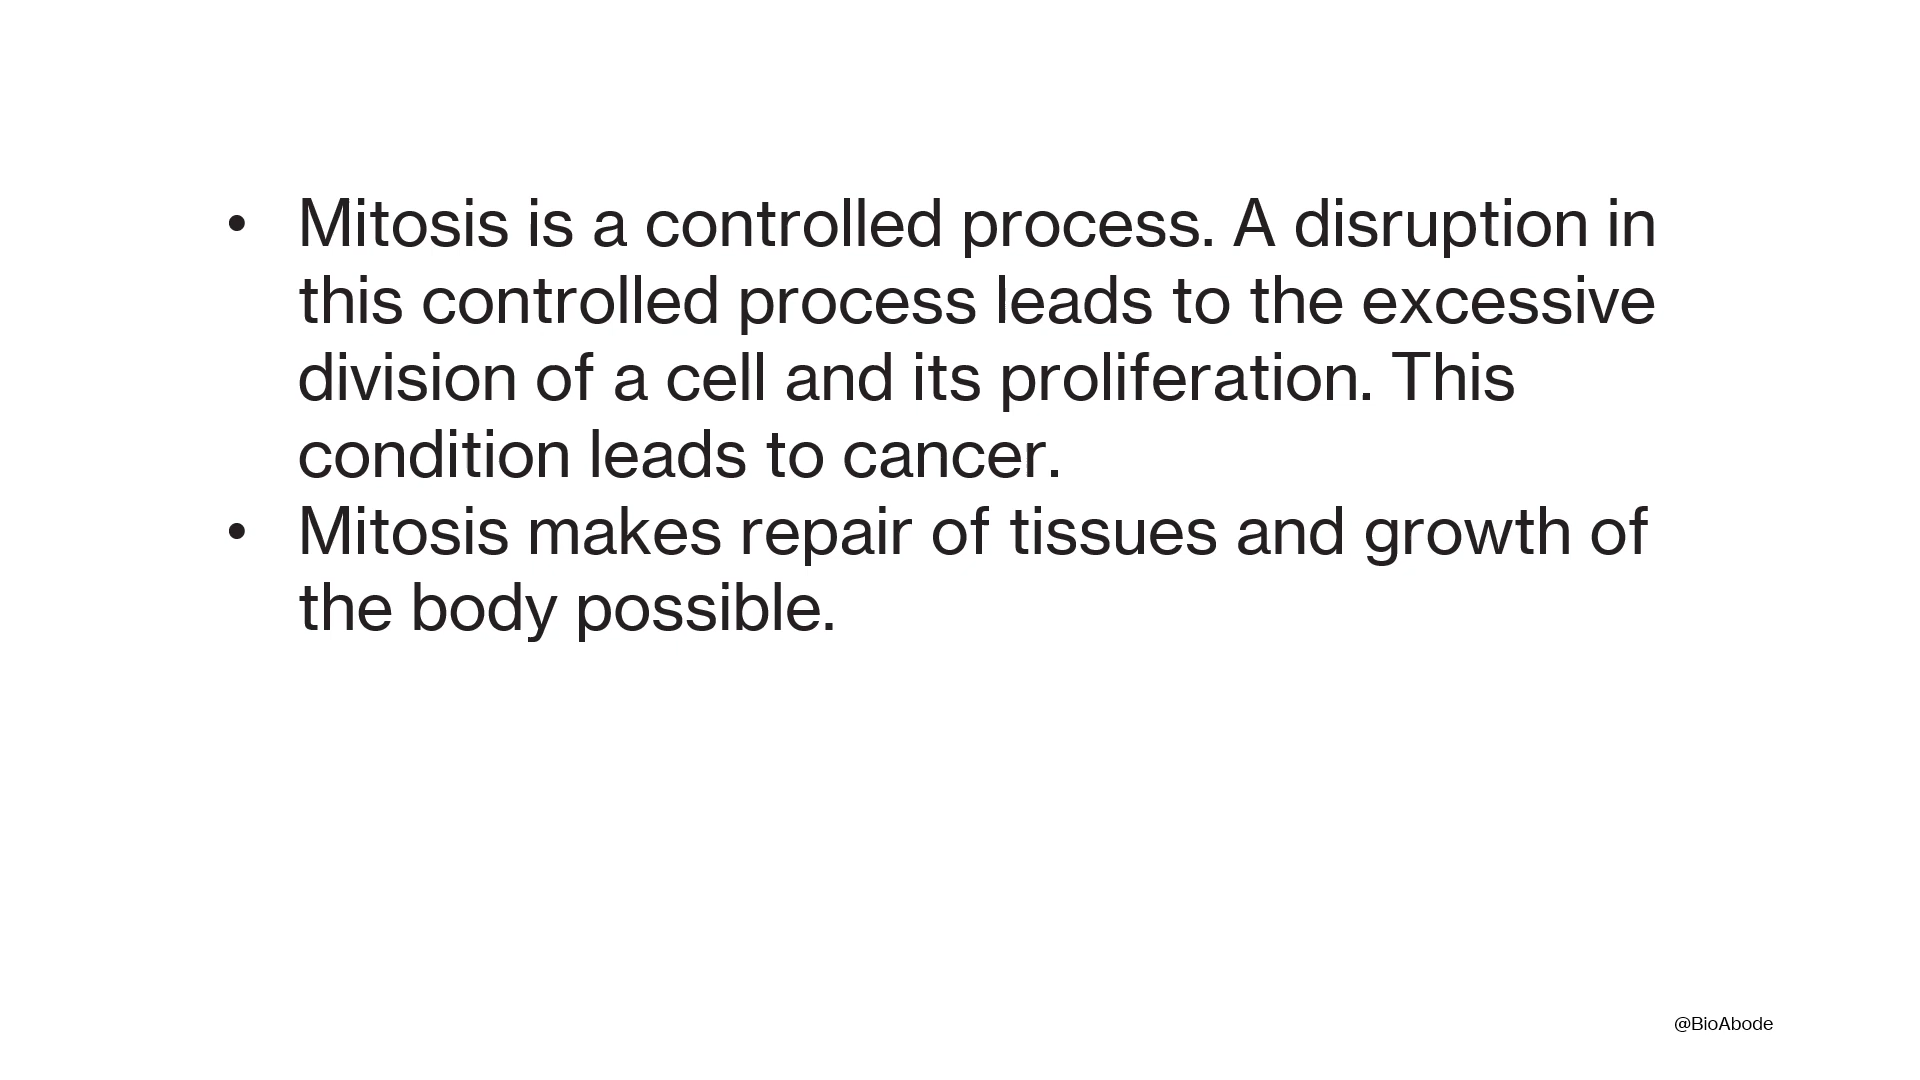 • Mitosis is a controlled process. A disruption in
this controlled process leads to the excessive
division of a cell and its proliferation. This
condition leads to cancer.
• Mitosis makes repair of tissues and growth of
the body possible.
@BioAbode